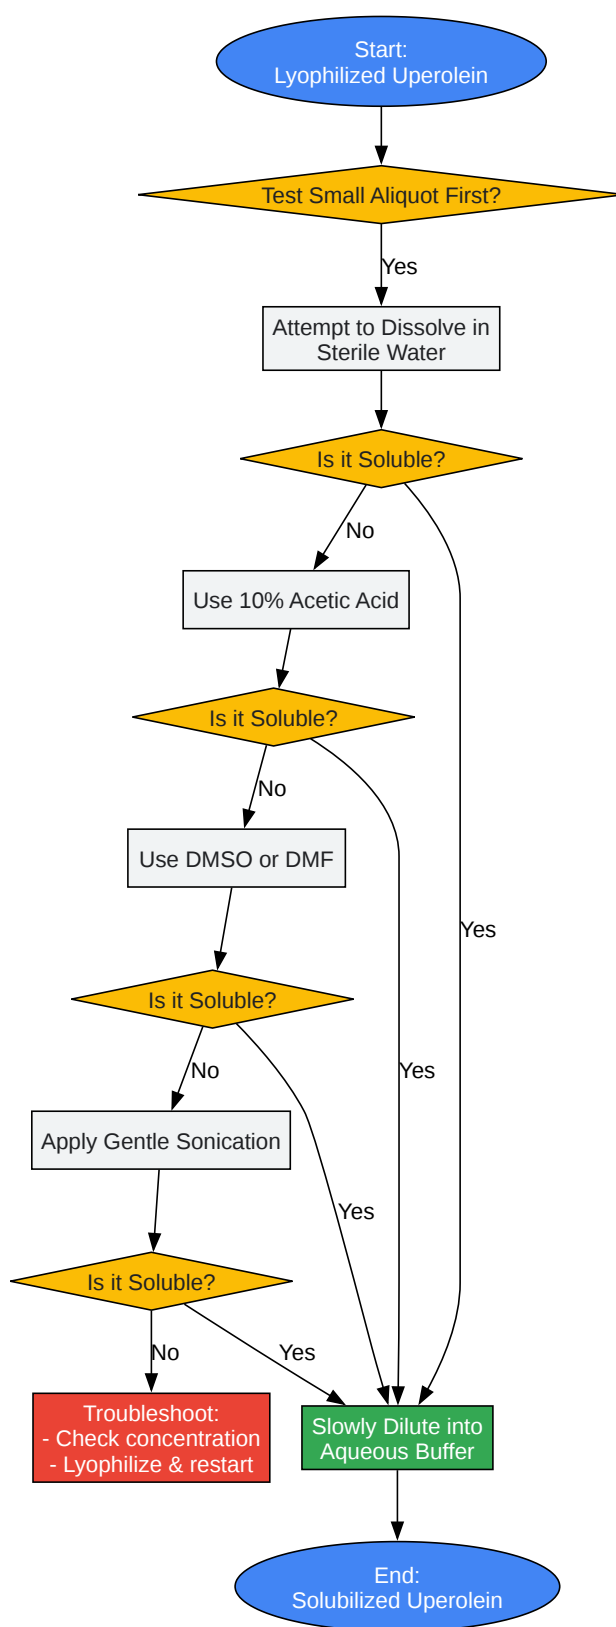 Start:
Lyophilized Uperolein
Test Small Aliquot First?
Yes
Attempt to Dissolve in
Sterile Water
Is it Soluble?
No
Use 10% Acetic Acid
Is it Soluble?
No
Use DMSO or DMF
Yes
Is it Soluble?
No
Yes
Apply Gentle Sonication
Yes
Is it Soluble?
No
Yes
Troubleshoot:
- Check concentration
- Lyophilize & restart
Slowly Dilute into
Aqueous Buffer
End:
Solubilized Uperolein